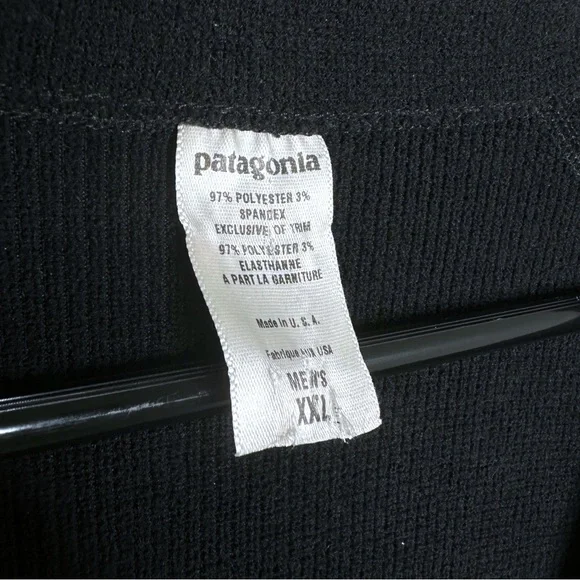 patagonia
97% POLYESTER 3%
SPANDEX
EXCLUSIVE OF TRIM
97% POLYESTER 3%
ELASTHANNE
A PART LA GARNITURE
Made in U.S.A.
Fabrique aux USA
MEN'S
XXL